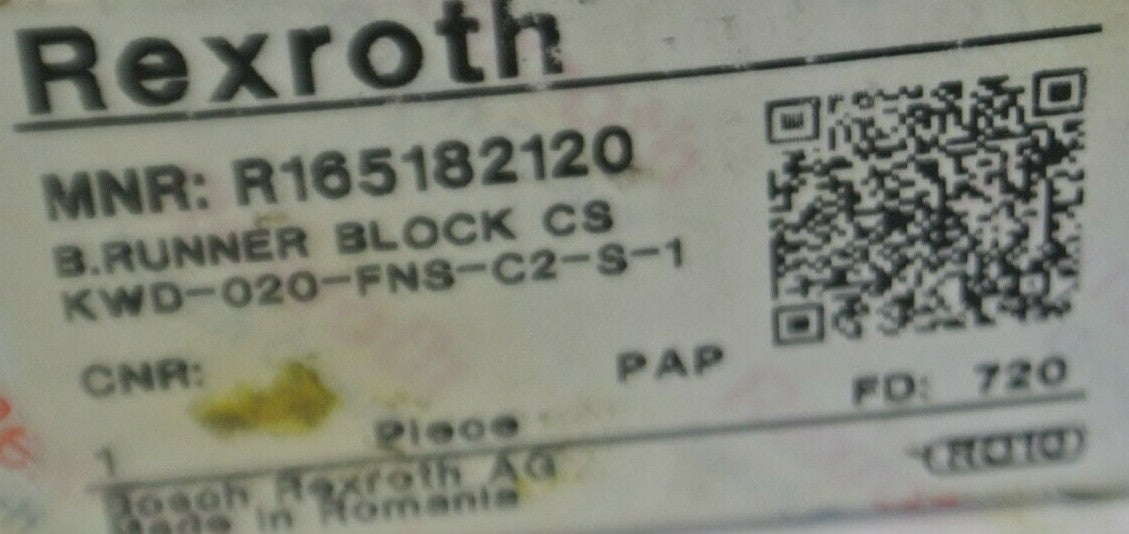 Rexroth
MNR: R165182120
B.RUNNER BLOCK CS
KWD-020-FNS-C2-S-1
CNR:
PAP
FD: 720
1 Piece
Bosch Rexroth AG
Made in Romania